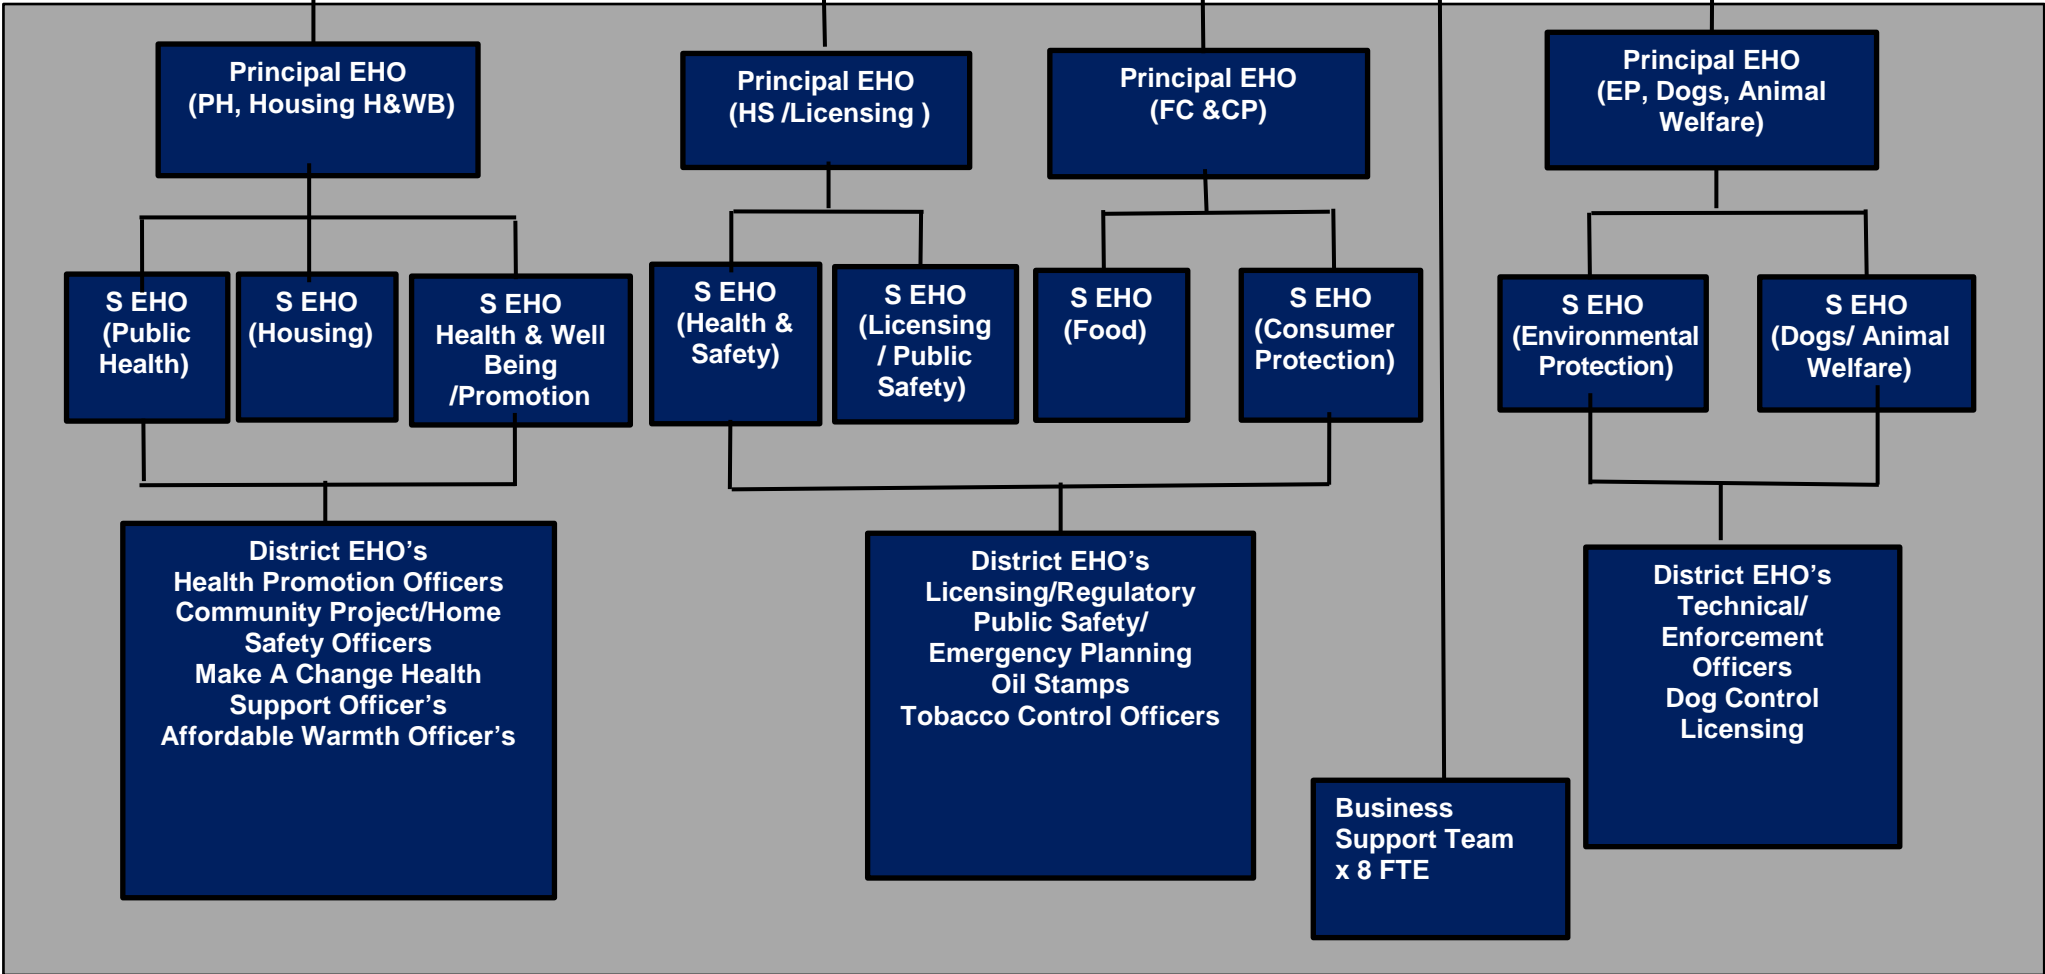 Principal EHO
(PH, Housing H&WB)
Principal EHO
(HS /Licensing )
Principal EHO
(FC &CP)
Principal EHO
(EP, Dogs, Animal
Welfare)
S EHO
(Public
Health)
S EHO
(Housing)
S EHO
Health & Well
Being
/Promotion
S EHO
(Health &
Safety)
S EHO
(Licensing
/ Public
Safety)
S EHO
(Food)
S EHO
(Consumer
Protection)
S EHO
(Environmental
Protection)
S EHO
(Dogs/ Animal
Welfare)
District EHO’s
Health Promotion Officers
Community Project/Home
Safety Officers
Make A Change Health
Support Officer’s
Affordable Warmth Officer’s
District EHO’s
Licensing/Regulatory
Public Safety/
Emergency Planning
Oil Stamps
Tobacco Control Officers
Business
Support Team
x 8 FTE
District EHO’s
Technical/
Enforcement
Officers
Dog Control
Licensing